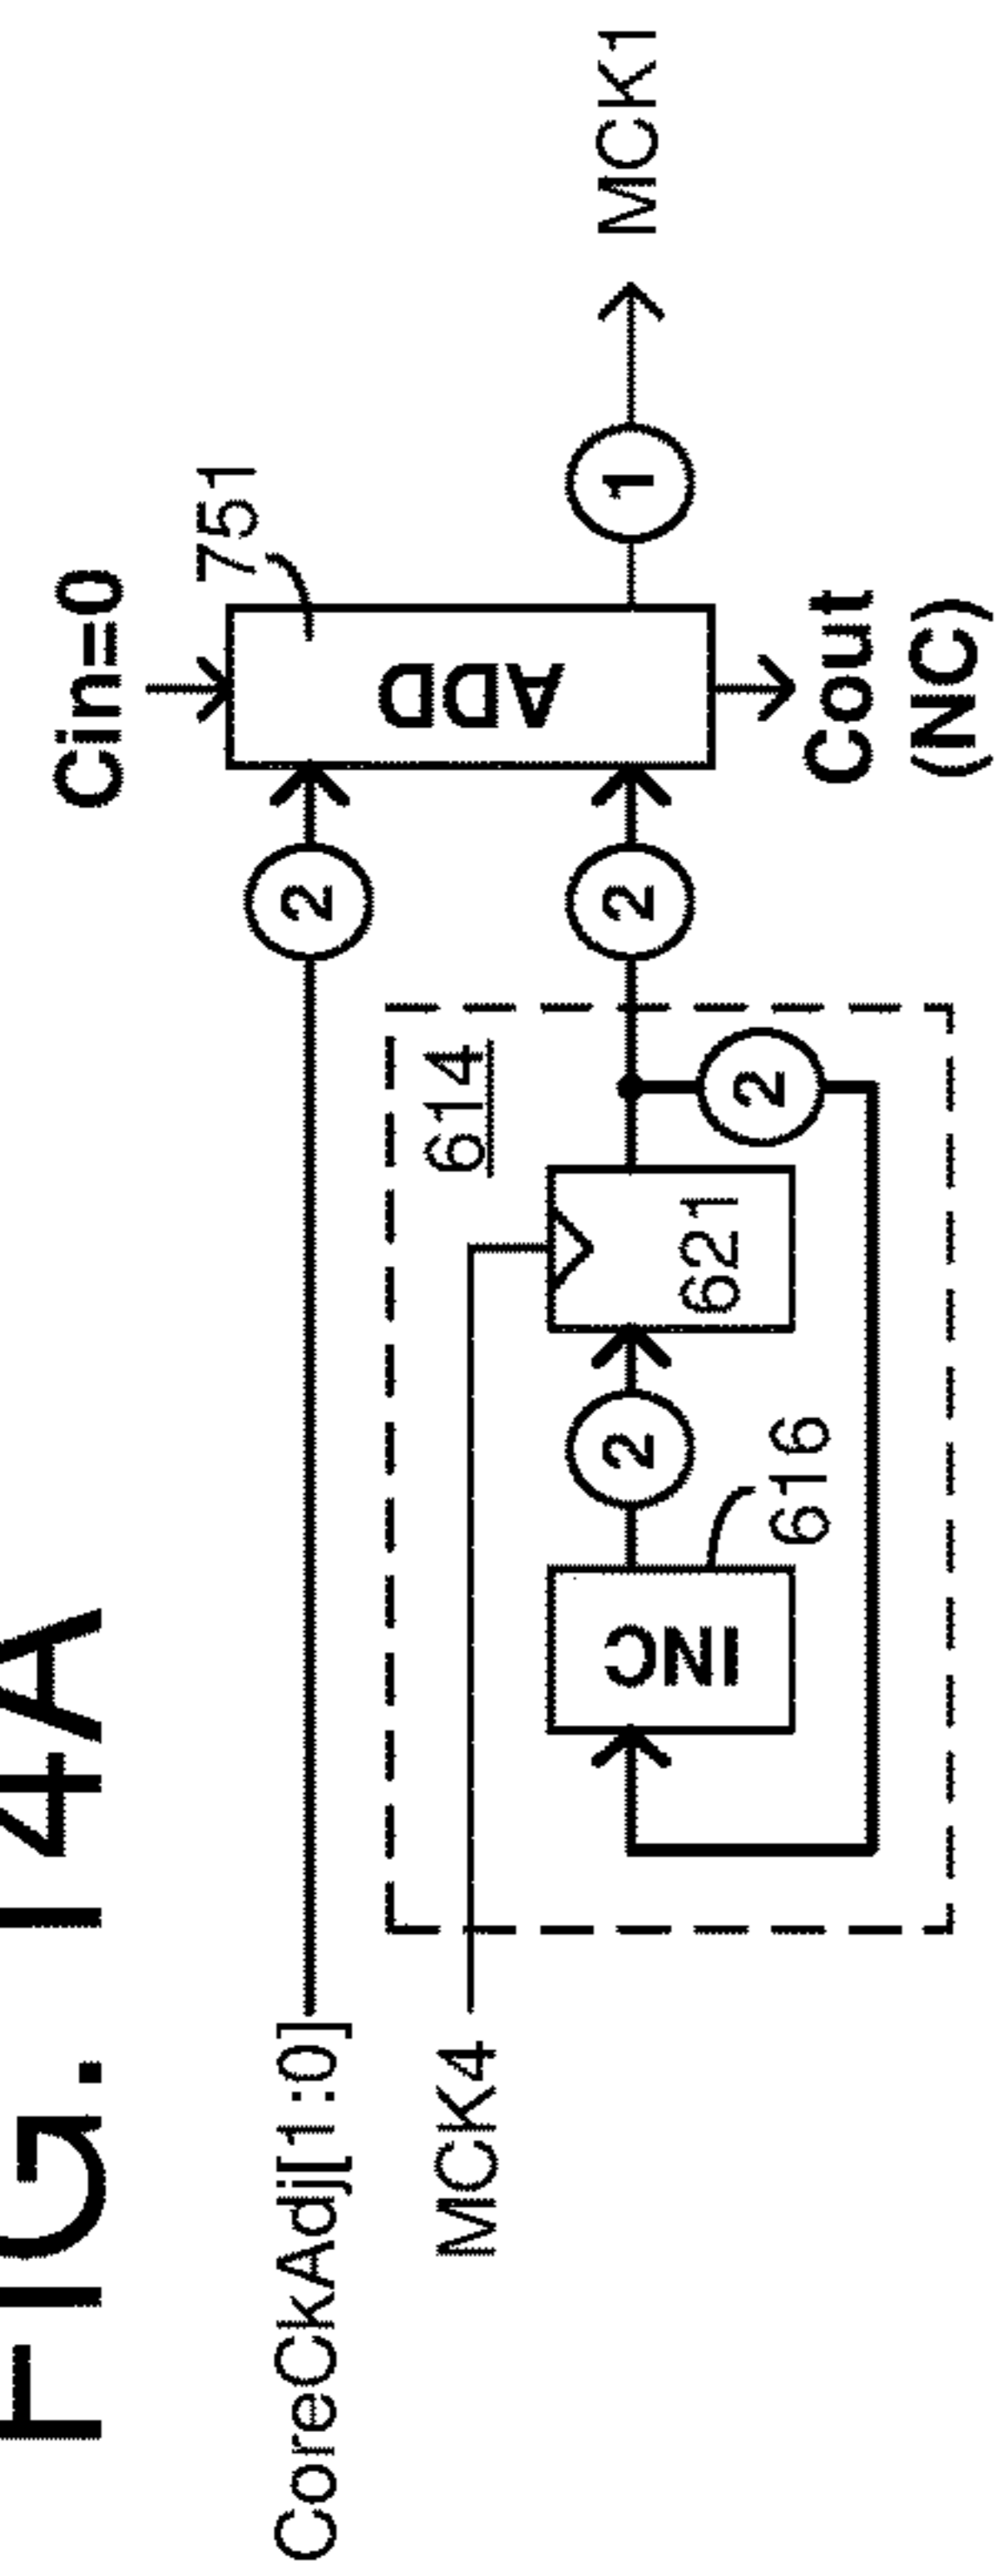 FIG. 14A
Cin=0
751
CoreCkAdj[1:0]
2
ADD
1
MCK1
2
MCK4
614
INC
2
621
2
616
Cout
(NC)